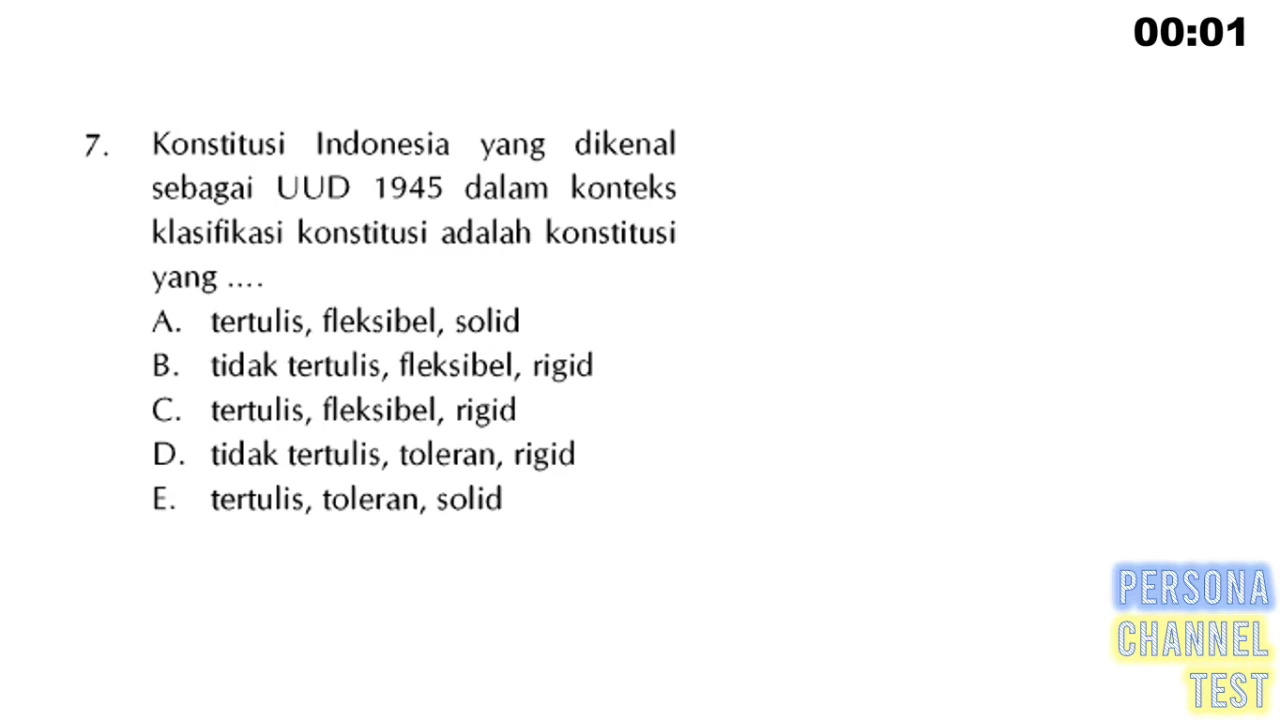 00:01
7. Konstitusi Indonesia yang dikenal
sebagai UUD 1945 dalam konteks
klasifikasi konstitusi adalah konstitusi
yang ....
A. tertulis, fleksibel, solid
B. tidak tertulis, fleksibel, rigid
C. tertulis, fleksibel, rigid
D. tidak tertulis, toleran, rigid
E. tertulis, toleran, solid
PERSONA
CHANNEL
TEST